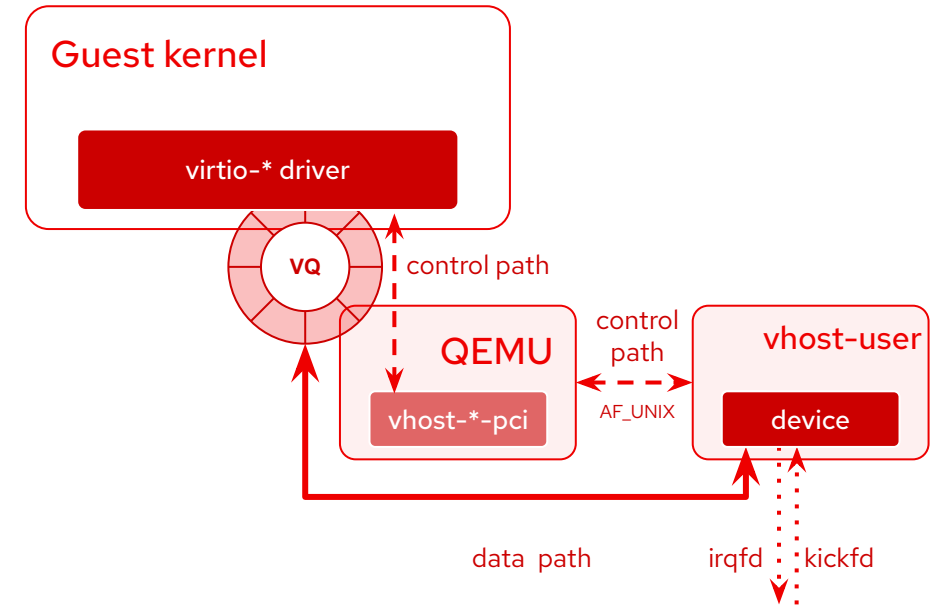 Guest kernel
virtio-* driver
VQ
control path
QEMU
vhost-*-pci
control
path
AF_UNIX
vhost-user
device
data path
irqfd
kickfd